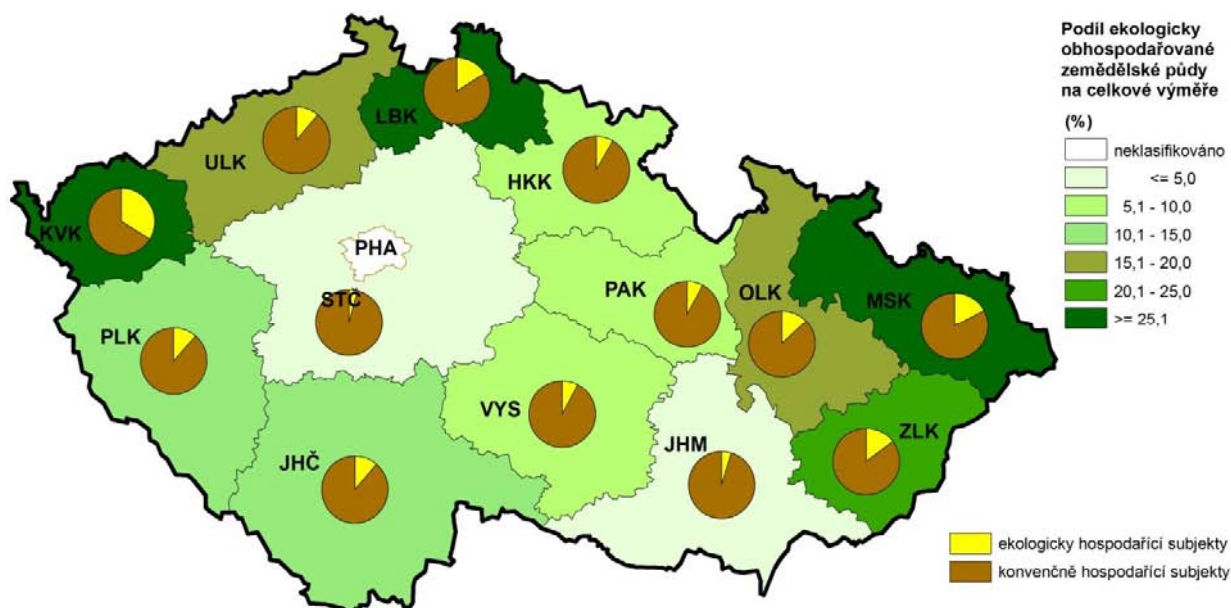 Podíl ekologicky
obhospodařované
zemědělské půdy
na celkové výměře
(%)
neklasifikováno
<= 5,0
5,1 - 10,0
10,1 - 15,0
15,1 - 20,0
20,1 - 25,0
>= 25,1
LBK
ULK
HKK
KVK
PHA
STČ
PAK
OLK
MSK
PLK
VYS
JHM
ZLK
JHČ
ekologicky hospodařící subjekty
konvenčně hospodařící subjekty